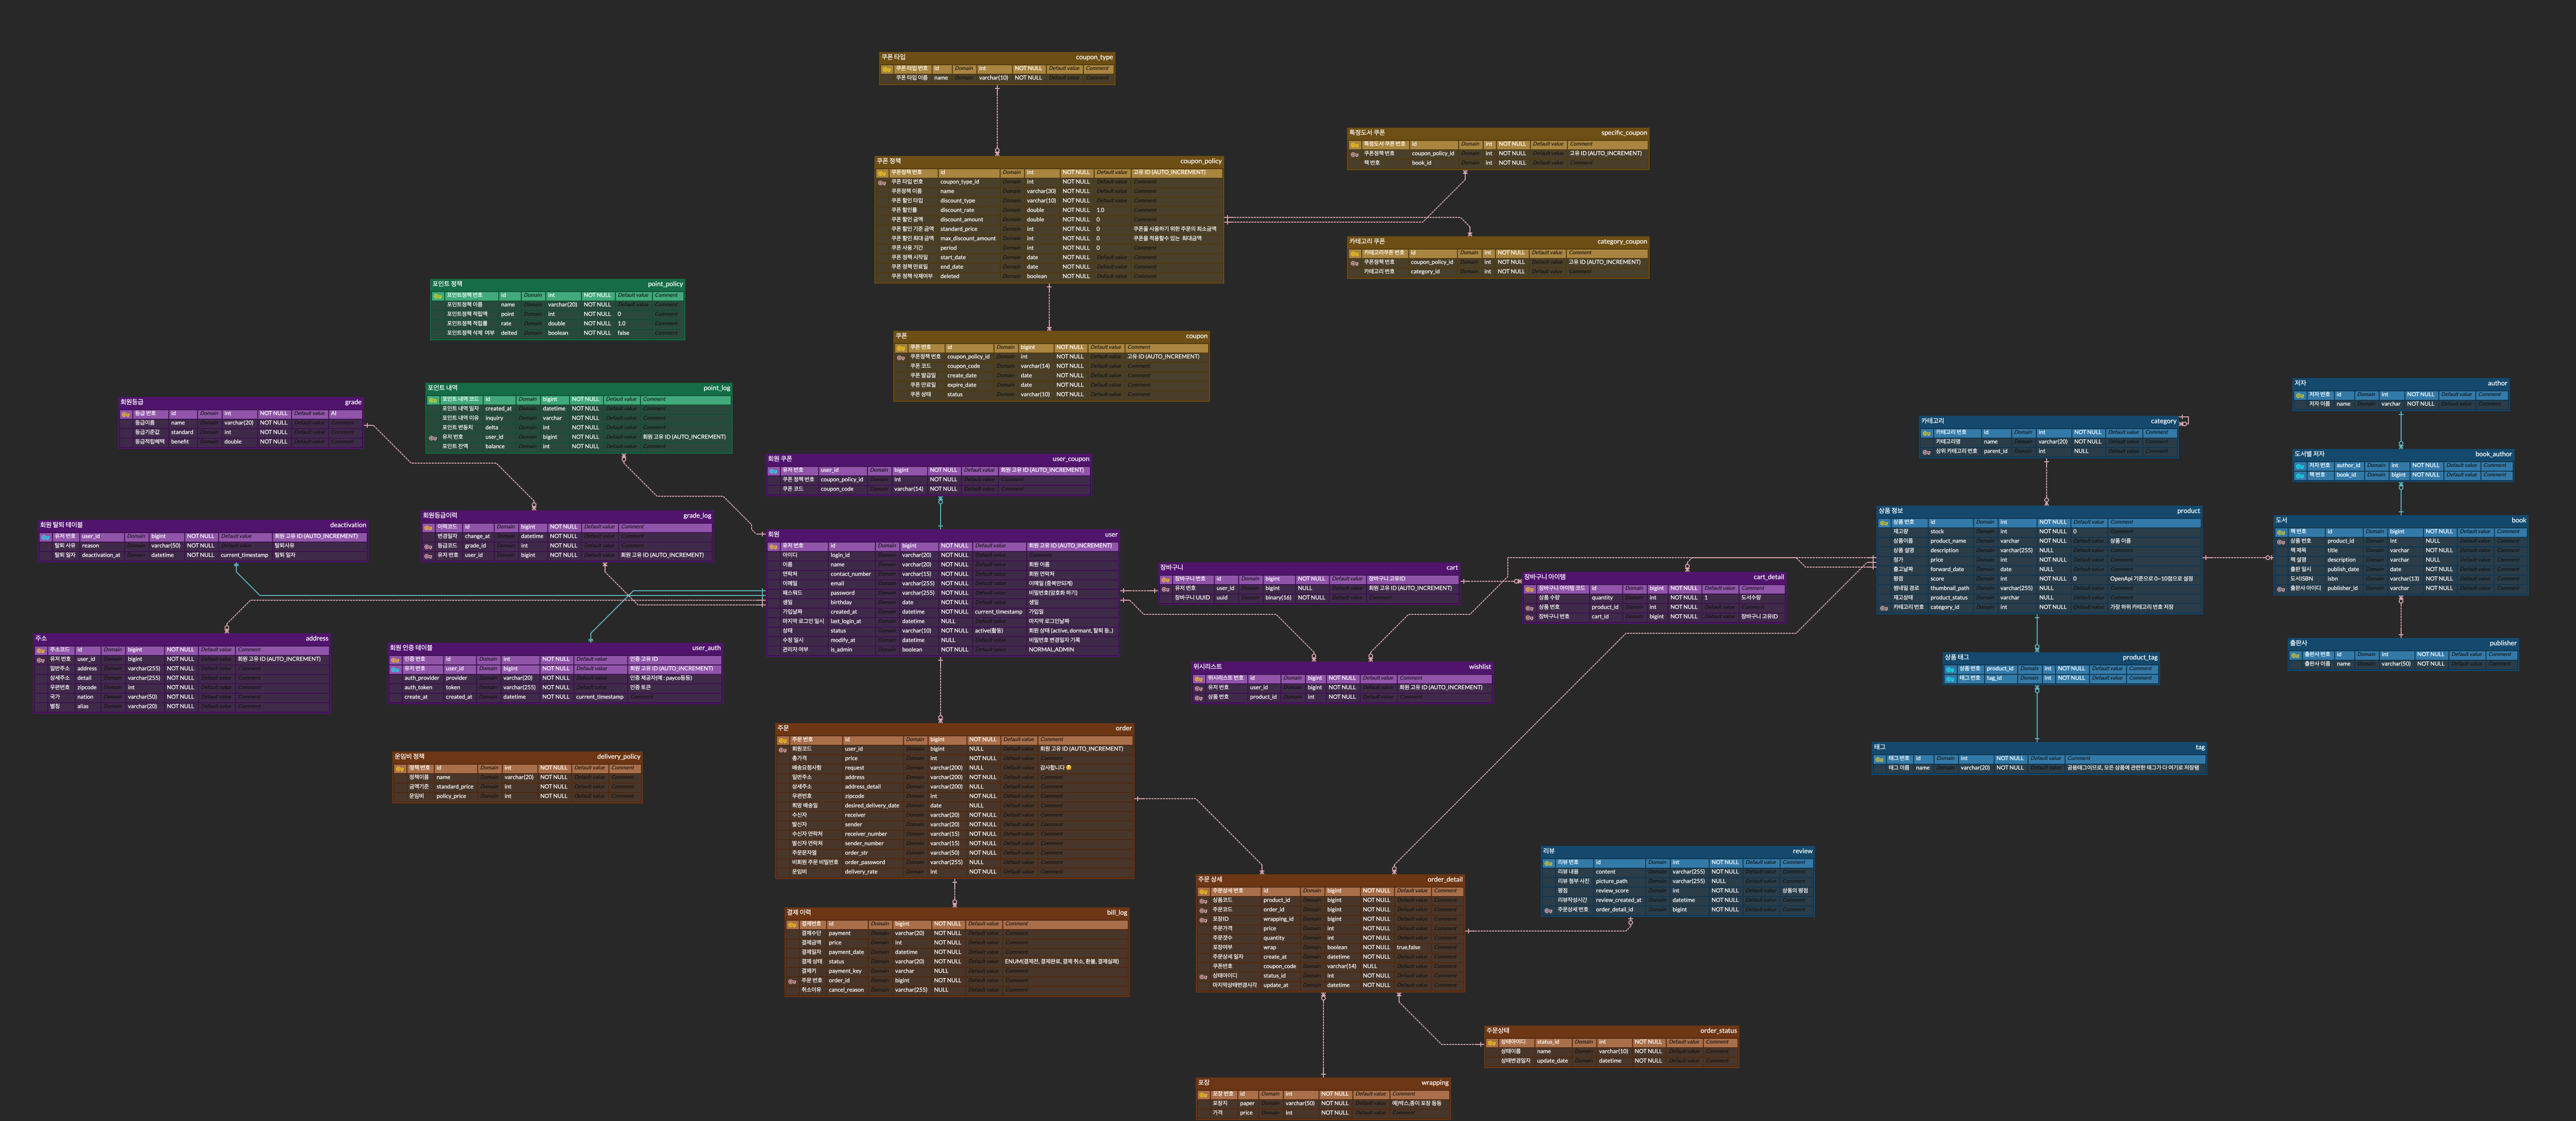 쿠폰 타입 coupon_type
쿠폰 타입 번호 id Domain int NOT NULL Default value Comment
쿠폰 타입 이름 name Domain varchar(10) NOT NULL Default value Comment
특정도서 쿠폰 specific_coupon
특정도서 쿠폰 번호 id Domain int NOT NULL Default value Comment
쿠폰정책 번호 coupon_policy_id Domain int NOT NULL Default value 고유 ID (AUTO_INCREMENT)
책 번호 book_id Domain int NOT NULL Default value Comment
쿠폰 정책 coupon_policy
쿠폰정책 번호 id Domain int NOT NULL Default value 고유 ID (AUTO_INCREMENT)
쿠폰 타입 번호 coupon_type_id Domain int NOT NULL Default value Comment
쿠폰정책 이름 name Domain varchar(30) NOT NULL Default value Comment
쿠폰 할인 타입 discount_type Domain varchar(10) NOT NULL Default value Comment
쿠폰 할인률 discount_rate Domain double NOT NULL 1.0 Comment
쿠폰 할인 금액 discount_amount Domain double NOT NULL 0 Comment
쿠폰 할인 기준 금액 standard_price Domain int NOT NULL 0 쿠폰을 사용하기 위한 주문의 최소금액
쿠폰 할인 최대 금액 max_discount_amount Domain int NOT NULL 0 쿠폰을 적용할수 있는 최대금액
쿠폰 사용 기간 period Domain int NOT NULL 0 Comment
쿠폰 정책 시작일 start_date Domain date NOT NULL Default value Comment
쿠폰 정책 만료일 end_date Domain date NOT NULL Default value Comment
쿠폰 정책 삭제여부 deleted Domain boolean NOT NULL Default value Comment
카테고리 쿠폰 category_coupon
카테고리쿠폰 번호 id Domain int NOT NULL Default value Comment
쿠폰정책 번호 coupon_policy_id Domain int NOT NULL Default value 고유 ID (AUTO_INCREMENT)
카테고리 번호 category_id Domain int NOT NULL Default value Comment
포인트 정책 point_policy
포인트정책 번호 id Domain int NOT NULL Default value Comment
포인트정책 이름 name Domain varchar(20) NOT NULL Default value Comment
포인트정책 적립액 point Domain int NOT NULL 0 Comment
포인트정책 적립률 rate Domain double NOT NULL 1.0 Comment
포인트정책 삭제 여부 delted Domain boolean NOT NULL false Comment
쿠폰 coupon
쿠폰 번호 id Domain bigint NOT NULL Default value Comment
쿠폰정책 번호 coupon_policy_id Domain int NOT NULL Default value 고유 ID (AUTO_INCREMENT)
쿠폰 코드 coupon_code Domain varchar(14) NOT NULL Default value Comment
쿠폰 발급일 create_date Domain date NOT NULL Default value Comment
쿠폰 만료일 expire_date Domain date NOT NULL Default value Comment
쿠폰 상태 status Domain varchar(10) NOT NULL Default value Comment
회원등급 grade
등급 번호 id Domain int NOT NULL Default value AI
등급이름 name Domain varchar(20) NOT NULL Default value Comment
등급기준값 standard Domain int NOT NULL Default value Comment
등급적립혜택 benefit Domain double NOT NULL Default value Comment
포인트 내역 point_log
포인트 내역 코드 id Domain bigint NOT NULL Default value Comment
포인트 내역 일자 created_at Domain datetime NOT NULL Default value Comment
포인트 내역 이유 inquiry Domain varchar NOT NULL Default value Comment
포인트 변동치 delta Domain int NOT NULL Default value Comment
유저 번호 user_id Domain bigint NOT NULL Default value 회원 고유 ID (AUTO_INCREMENT)
포인트 잔액 balance Domain int NOT NULL Default value Comment
저자 author
저자 번호 id Domain int NOT NULL Default value Comment
저자 이름 name Domain varchar NOT NULL Default value Comment
카테고리 category
카테고리 번호 id Domain int NOT NULL Default value Comment
카테고리명 name Domain varchar(20) NOT NULL Default value Comment
상위 카테고리 번호 parent_id Domain int NULL Default value Comment
도서별 저자 book_author
저자 번호 author_id Domain int NOT NULL Default value Comment
책 번호 book_id Domain bigint NOT NULL Default value Comment
회원 쿠폰 user_coupon
유저 번호 user_id Domain bigint NOT NULL Default value 회원 고유 ID (AUTO_INCREMENT)
쿠폰 정책 번호 coupon_policy_id Domain int NOT NULL Default value Comment
쿠폰 코드 coupon_code Domain varchar(14) NOT NULL Default value Comment
회원 탈퇴 테이블 deactivation
유저 번호 user_id Domain bigint NOT NULL Default value 회원 고유 ID (AUTO_INCREMENT)
탈퇴 사유 reason Domain varchar(50) NOT NULL Default value 탈퇴사유
탈퇴 일자 deactivation_at Domain datetime NOT NULL current_timestamp 탈퇴 일자
회원등급이력 grade_log
이력코드 id Domain bigint NOT NULL Default value Comment
변경일자 change_at Domain datetime NOT NULL Default value Comment
등급코드 grade_id Domain int NOT NULL Default value Comment
유저 번호 user_id Domain bigint NOT NULL Default value 회원 고유 ID (AUTO_INCREMENT)
회원 user
유저 번호 id Domain bigint NOT NULL Default value 회원 고유 ID (AUTO_INCREMENT)
아이디 login_id Domain varchar(20) NOT NULL Default value Comment
이름 name Domain varchar(20) NOT NULL Default value 회원 이름
연락처 contact_number Domain varchar(15) NOT NULL Default value 회원 연락처
이메일 email Domain varchar(255) NOT NULL Default value 이메일 (중복안되게)
패스워드 password Domain varchar(255) NOT NULL Default value 비밀번호(암호화 하기)
생일 birthday Domain date NOT NULL Default value 생일
가입날짜 created_at Domain datetime NOT NULL current_timestamp 가입일
마지막 로그인 일시 last_login_at Domain datetime NULL Default value 마지막 로그인날짜
상태 status Domain varchar(10) NOT NULL active(활동) 회원 상태 (active, dormant, 탈퇴 등..)
수정 일시 modify_at Domain datetime NULL Default value 비밀번호 변경일자 기록
관리자 여부 is_admin Domain boolean NOT NULL Default value NORMAL,ADMIN
상품 정보 product
상품 번호 id Domain int NOT NULL Default value Comment
재고량 stock Domain int NOT NULL 0 Comment
상품이름 product_name Domain varchar NOT NULL Default value 상품 이름
상품 설명 description Domain varchar(255) NULL Default value Comment
정가 price Domain int NOT NULL Default value Comment
출고날짜 forward_date Domain date NULL Default value Comment
평점 score Domain int NOT NULL 0 OpenApi 기준으로 0~10점으로 설정
썸네일 경로 thumbnail_path Domain varchar(255) NULL Default value Comment
재고상태 product_status Domain varchar NULL Default value Comment
카테고리 번호 category_id Domain int NOT NULL Default value 가장 하위 카테고리 번호 저장
도서 book
책 번호 id Domain bigint NOT NULL Default value Comment
상품 번호 product_id Domain int NULL Default value Comment
책 제목 title Domain varchar NOT NULL Default value Comment
책 설명 description Domain varchar NULL Default value Comment
출판 일시 publish_date Domain date NULL Default value Comment
도서ISBN isbn Domain varchar(13) NOT NULL Default value Comment
출판사 아이디 publisher_id Domain int NOT NULL Default value Comment
장바구니 cart
장바구니 번호 id Domain bigint NOT NULL Default value 장바구니 고유ID
유저 번호 user_id Domain bigint NULL Default value 회원 고유 ID (AUTO_INCREMENT)
장바구니 UUID uuid Domain binary(16) NOT NULL Default value Comment
장바구니 아이템 cart_detail
장바구니 아이템 코드 id Domain bigint NOT NULL Default value Comment
상품 수량 quantity Domain int NOT NULL 1 도서수량
상품 번호 product_id Domain int NOT NULL Default value Comment
장바구니 번호 cart_id Domain bigint NOT NULL Default value 장바구니 고유ID
주소 address
주소코드 id Domain bigint NOT NULL Default value Comment
유저 번호 user_id Domain bigint NOT NULL Default value 회원 고유 ID (AUTO_INCREMENT)
일반주소 address Domain varchar(255) NOT NULL Default value Comment
상세주소 detail Domain varchar(255) NOT NULL Default value Comment
우편번호 zipcode Domain int NOT NULL Default value Comment
국가 nation Domain varchar(50) NOT NULL Default value Comment
별칭 alias Domain varchar(20) NOT NULL Default value Comment
회원 인증 테이블 user_auth
인증 번호 id Domain int NOT NULL Default value 인증 고유 ID
유저 번호 user_id Domain bigint NOT NULL Default value 회원 고유 ID (AUTO_INCREMENT)
auth_provider provider Domain varchar(20) NOT NULL Default value 인증 제공자(예 : payco등등)
auth_token token Domain varchar(255) NOT NULL Default value 인증 토큰
create_at created_at Domain datetime NOT NULL current_timestamp Comment
위시리스트 wishlist
위시리스트 번호 id Domain bigint NOT NULL Default value Comment
유저 번호 user_id Domain bigint NOT NULL Default value 회원 고유 ID (AUTO_INCREMENT)
상품 번호 product_id Domain int NOT NULL Default value Comment
상품 태그 product_tag
상품 번호 product_id Domain int NOT NULL Default value Comment
태그 번호 tag_id Domain int NOT NULL Default value Comment
출판사 publisher
출판사 번호 id Domain int NOT NULL Default value Comment
출판사 이름 name Domain varchar(50) NOT NULL Default value Comment
주문 order
주문 번호 id Domain bigint NOT NULL Default value Comment
회원코드 user_id Domain bigint NULL Default value 회원 고유 ID (AUTO_INCREMENT)
총가격 price Domain int NOT NULL Default value Comment
배송요청사항 request Domain varchar(200) NULL Default value 감사합니다 😊
일반주소 address Domain varchar(200) NOT NULL Default value Comment
상세주소 address_detail Domain varchar(200) NULL Default value Comment
우편번호 zipcode Domain int NOT NULL Default value Comment
희망 배송일 desired_delivery_date Domain date NULL Default value Comment
수신자 receiver Domain varchar(20) NOT NULL Default value Comment
발신자 sender Domain varchar(20) NOT NULL Default value Comment
수신자 연락처 receiver_number Domain varchar(15) NOT NULL Default value Comment
발신자 연락처 sender_number Domain varchar(15) NOT NULL Default value Comment
주문문자열 order_str Domain varchar(50) NOT NULL Default value Comment
비회원 주문 비밀번호 order_password Domain varchar(255) NULL Default value Comment
운임비 delivery_rate Domain int NOT NULL Default value Comment
운임비 정책 delivery_policy
정책 번호 id Domain int NOT NULL Default value Comment
정책이름 name Domain varchar(20) NOT NULL Default value Comment
금액기준 standard_price Domain int NOT NULL Default value Comment
운임비 policy_price Domain int NOT NULL Default value Comment
태그 tag
태그 번호 id Domain int NOT NULL Default value Comment
태그 이름 name Domain varchar(20) NOT NULL Default value 공용태그이므로, 모든 상품에 관련한 태그가 다 여기로 저장됌
리뷰 review
리뷰 번호 id Domain int NOT NULL Default value Comment
리뷰 내용 content Domain varchar(255) NOT NULL Default value Comment
리뷰 첨부 사진 picture_path Domain varchar(255) NULL Default value Comment
평점 review_score Domain int NOT NULL Default value 상품의 평점
리뷰작성시간 review_created_at Domain datetime NOT NULL Default value Comment
주문상세 번호 order_detail_id Domain bigint NOT NULL Default value Comment
주문 상세 order_detail
주문상세 번호 id Domain bigint NOT NULL Default value Comment
상품코드 product_id Domain bigint NOT NULL Default value Comment
주문코드 order_id Domain bigint NOT NULL Default value Comment
포장ID wrapping_id Domain bigint NOT NULL Default value Comment
주문가격 price Domain int NOT NULL Default value Comment
주문갯수 quantity Domain int NOT NULL Default value Comment
포장여부 wrap Domain boolean NOT NULL true,false Comment
주문상세 일자 create_at Domain datetime NOT NULL Default value Comment
쿠폰번호 coupon_code Domain varchar(14) NULL Default value Comment
상태아이디 status_id Domain int NOT NULL Default value Comment
마지막상태변경시각 update_at Domain datetime NOT NULL Default value Comment
결제 이력 bill_log
결제번호 id Domain bigint NOT NULL Default value Comment
결제수단 payment Domain varchar(20) NOT NULL Default value Comment
결제금액 price Domain int NOT NULL Default value Comment
결제일자 payment_date Domain datetime NOT NULL Default value Comment
결제 상태 status Domain varchar(20) NOT NULL Default value ENUM(결제전, 결제완료, 결제 취소, 환불, 결제실패)
결제키 payment_key Domain varchar NULL Default value Comment
주문 번호 order_id Domain bigint NOT NULL Default value Comment
취소이유 cancel_reason Domain varchar(255) NULL Default value Comment
주문상태 order_status
상태아이디 status_id Domain int NOT NULL Default value Comment
상태이름 name Domain varchar(10) NOT NULL Default value Comment
상태변경일자 update_date Domain datetime NOT NULL Default value Comment
포장 wrapping
포장 번호 id Domain int NOT NULL Default value Comment
포장지 paper Domain varchar(50) NOT NULL Default value 예)박스,종이 포장 등등
가격 price Domain int NOT NULL Default value Comment